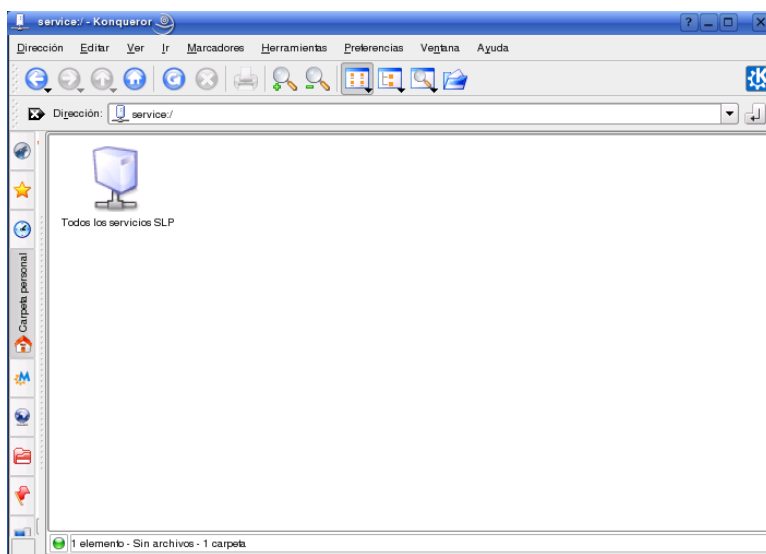 service:/ - Konqueror
Dirección Editar Ver Ir Marcadores Herramientas Preferencias Ventana Ayuda
Dirección: service:/
Todos los servicios SLP
Carpeta personal
1 elemento - Sin archivos - 1 carpeta